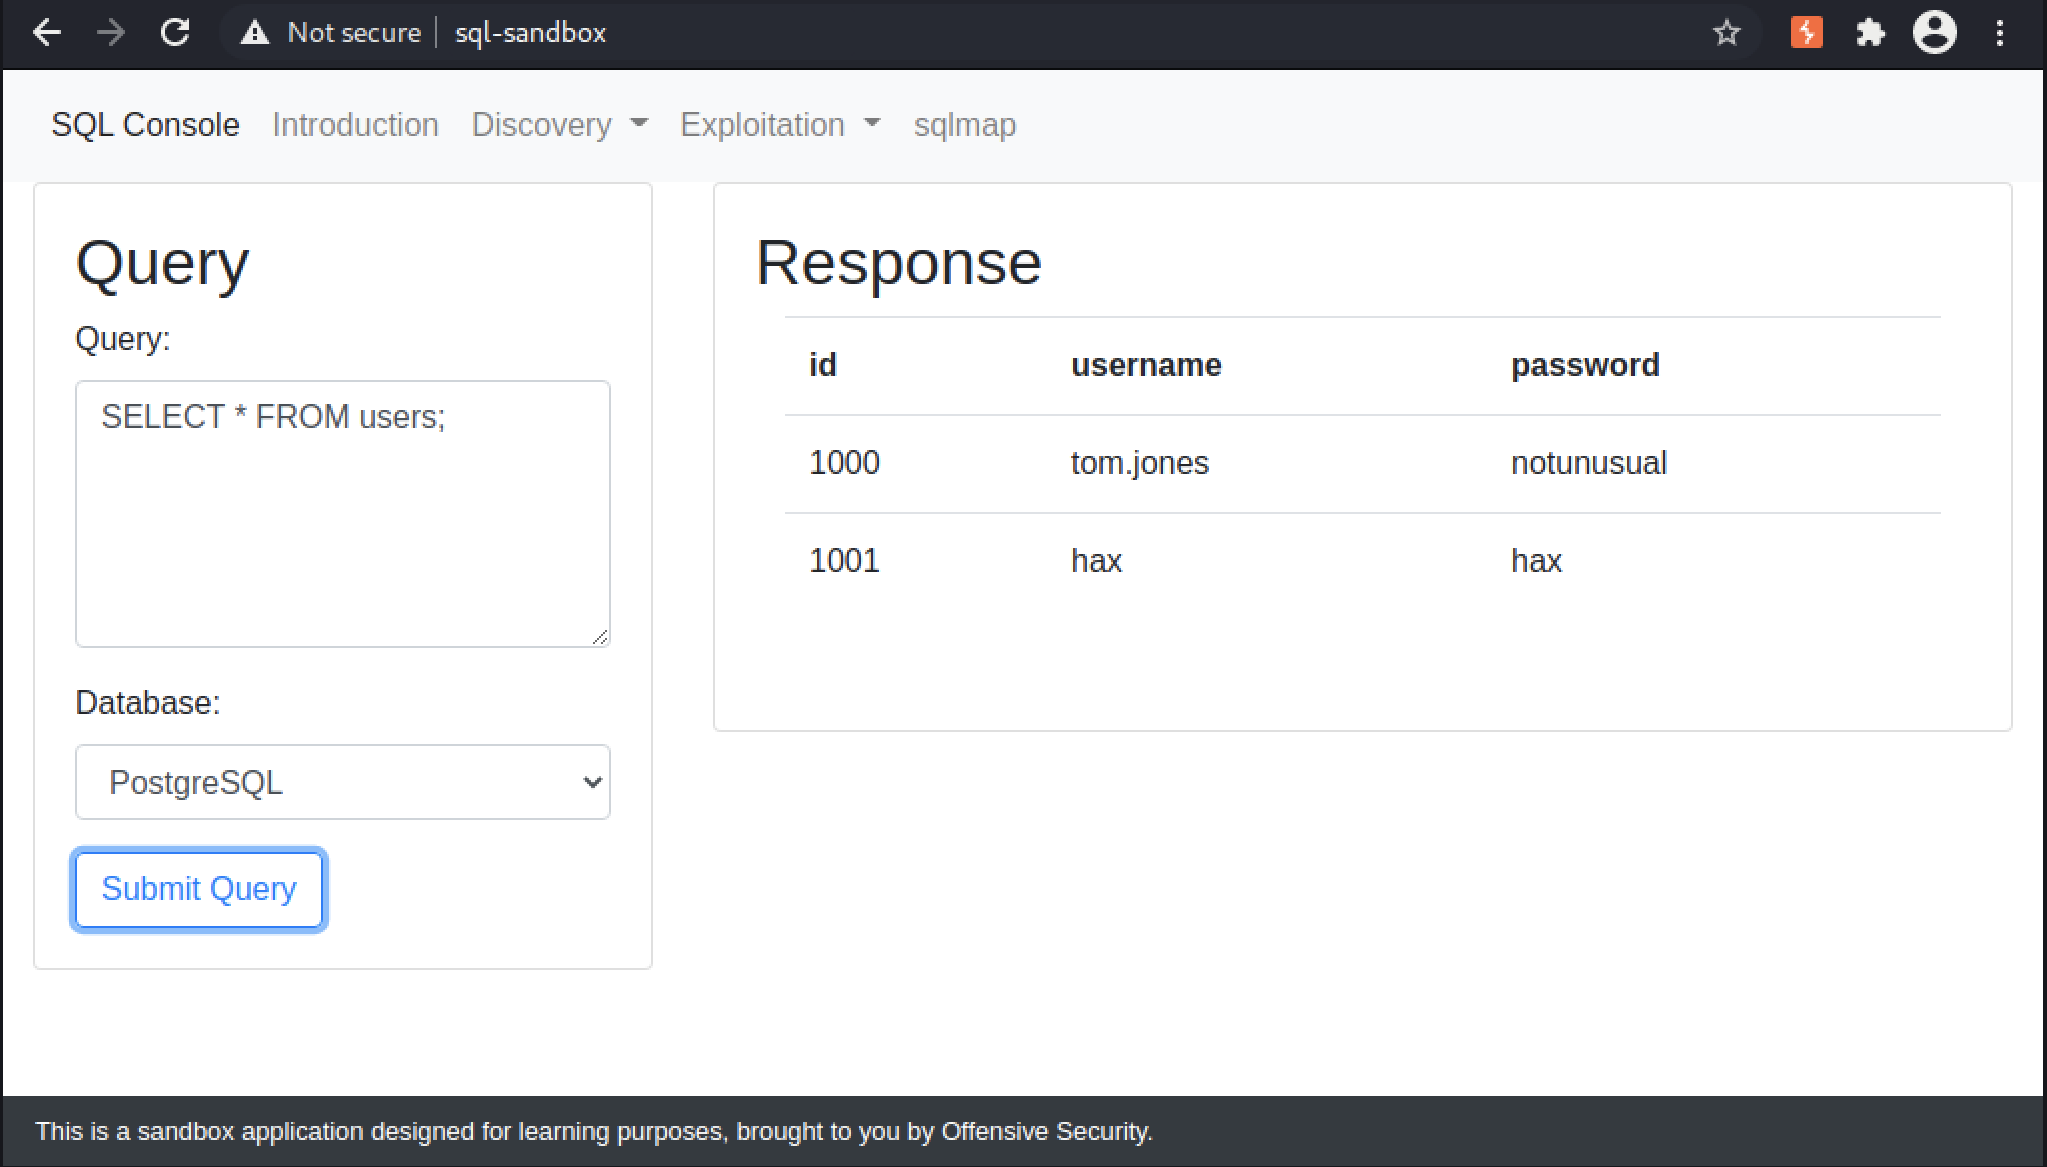 Not secure sql-sandbox
SQL Console Introduction Discovery Exploitation sqlmap
Query
Query:
SELECT * FROM users;
Database:
PostgreSQL
Submit Query
Response
id username password
1000 tom.jones notunusual
1001 hax hax
This is a sandbox application designed for learning purposes, brought to you by Offensive Security.